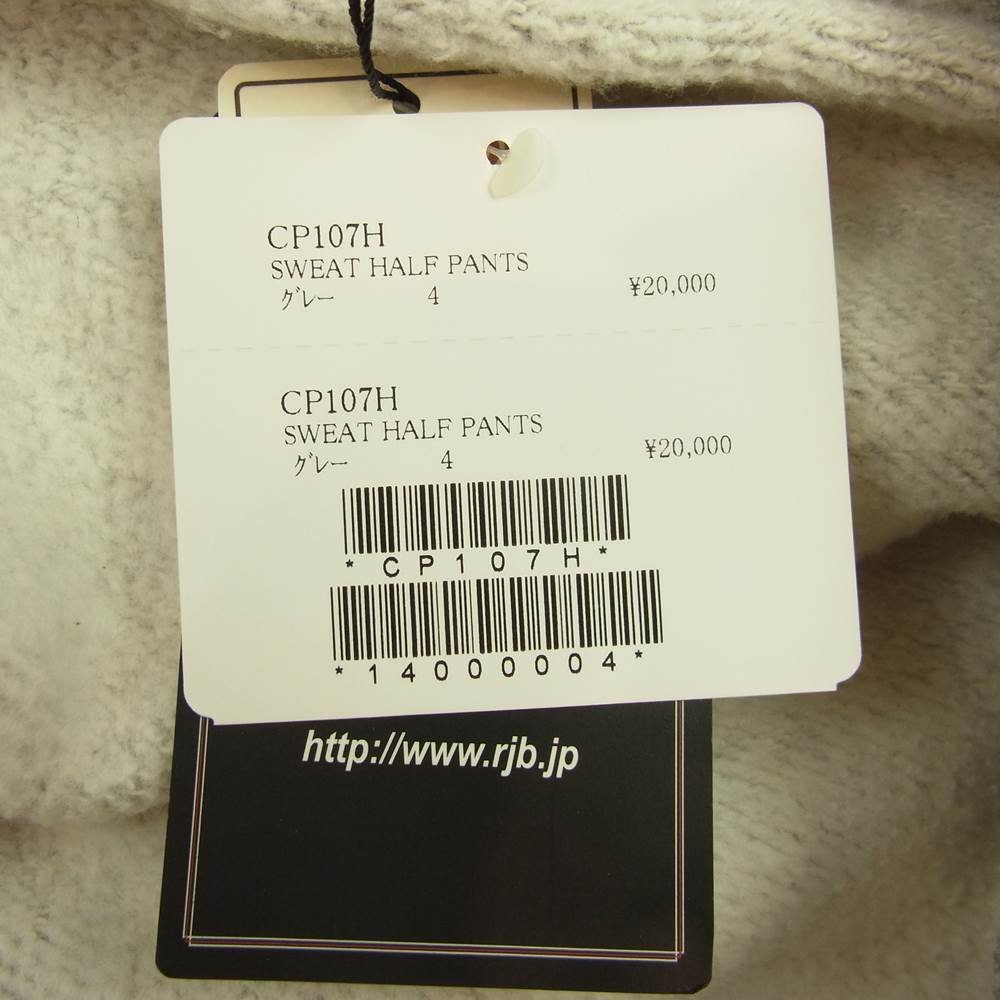 CP107H
SWEAT HALF PANTS
グレー 4 ¥20,000
CP107H
SWEAT HALF PANTS
グレー 4 ¥20,000
*CP107H*
*14000004*
http://www.rjb.jp